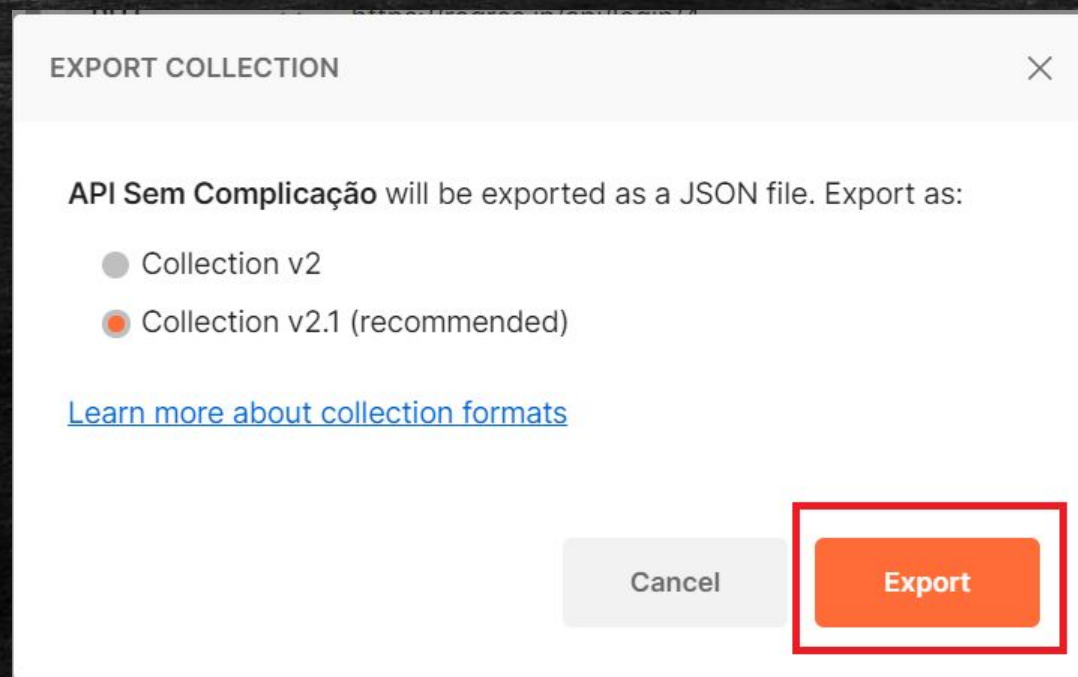 EXPORT COLLECTION
API Sem Complicação will be exported as a JSON file. Export as:
Collection v2
Collection v2.1 (recommended)
Learn more about collection formats
Cancel
Export